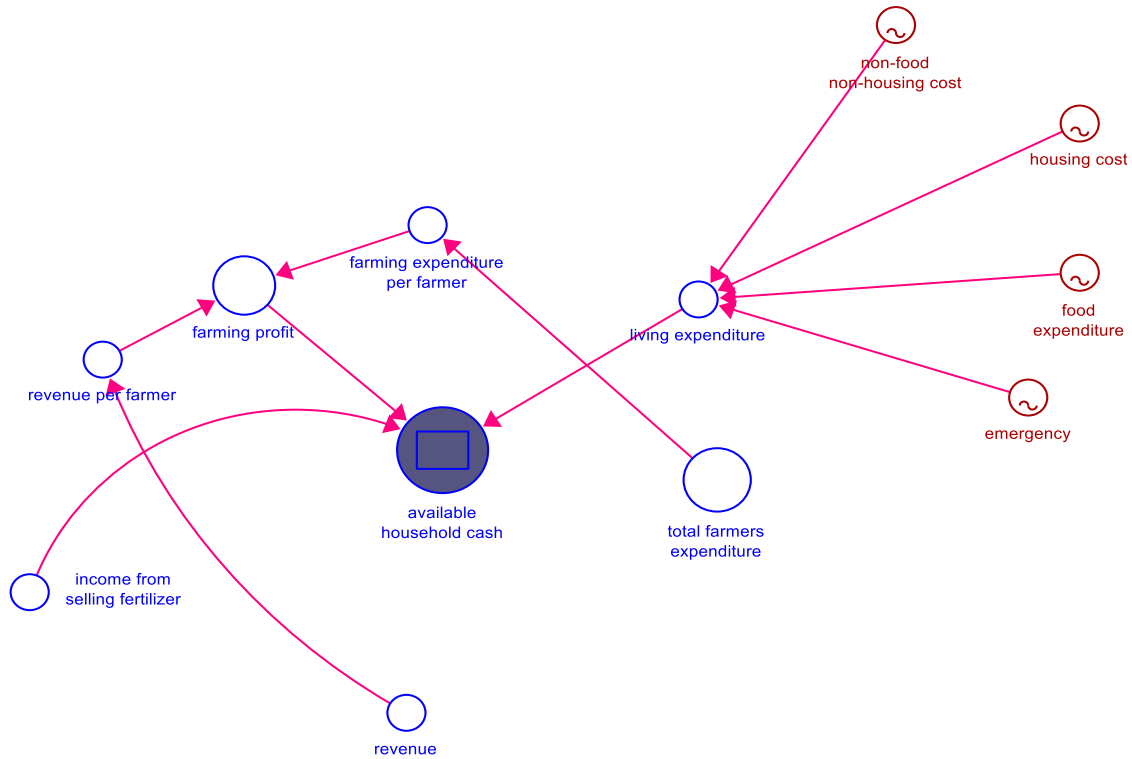 non-food
non-housing cost
housing cost
farming expenditure
per farmer
food
expenditure
farming profit
living expenditure
revenue per farmer
emergency
available
household cash
total farmers
expenditure
income from
selling fertilizer
revenue